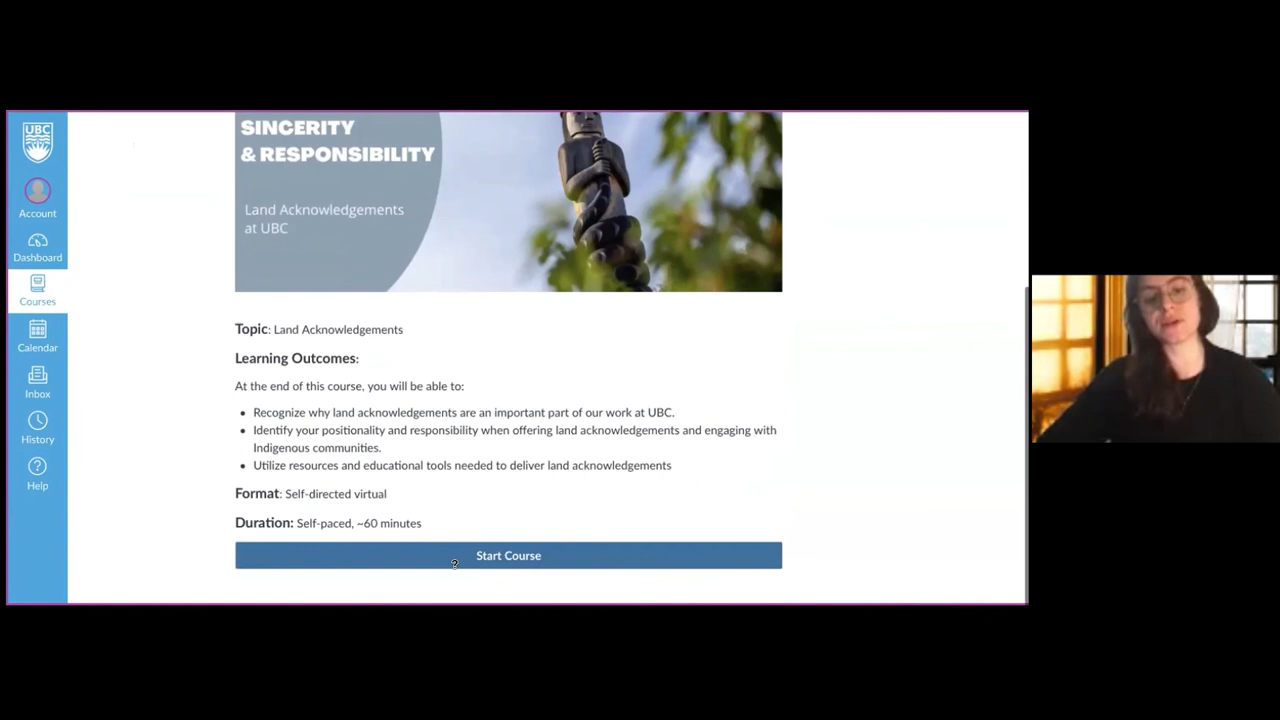 SINCERITY
& RESPONSIBILITY
Land Acknowledgements
at UBC
UBC
Account
Dashboard
Courses
Calendar
Inbox
History
Help
Topic: Land Acknowledgements
Learning Outcomes:
At the end of this course, you will be able to:
• Recognize why land acknowledgements are an important part of our work at UBC.
• Identify your positionality and responsibility when offering land acknowledgements and engaging with
Indigenous communities.
• Utilize resources and educational tools needed to deliver land acknowledgements
Format: Self-directed virtual
Duration: Self-paced, ~60 minutes
Start Course